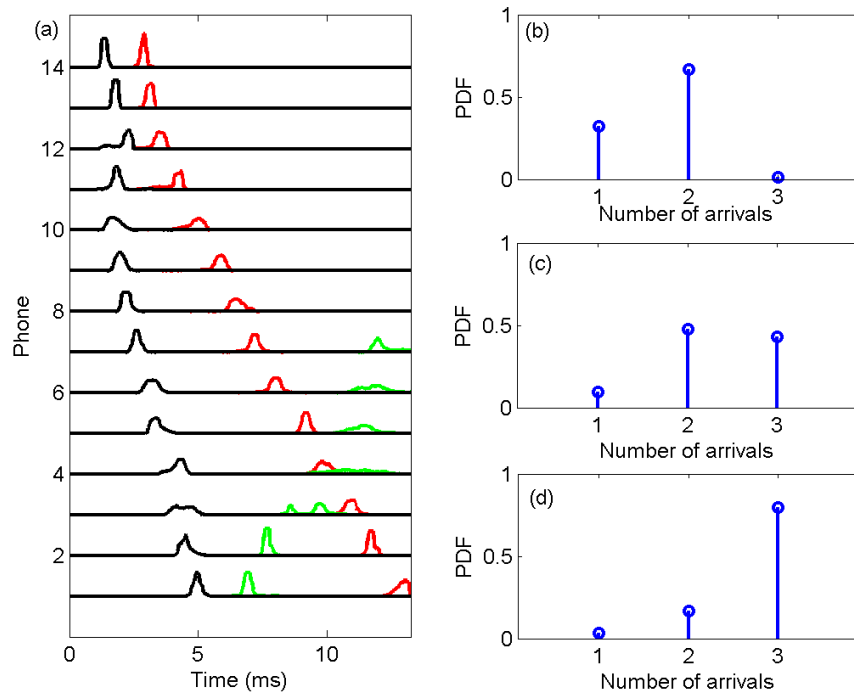 (a)
14
12
10
8
6
4
2
Phone
0 5 10
Time (ms)
(b)
1
0.5
0
PDF
1 2 3
Number of arrivals
(c)
1
0.5
0
PDF
1 2 3
Number of arrivals
(d)
1
0.5
0
PDF
1 2 3
Number of arrivals